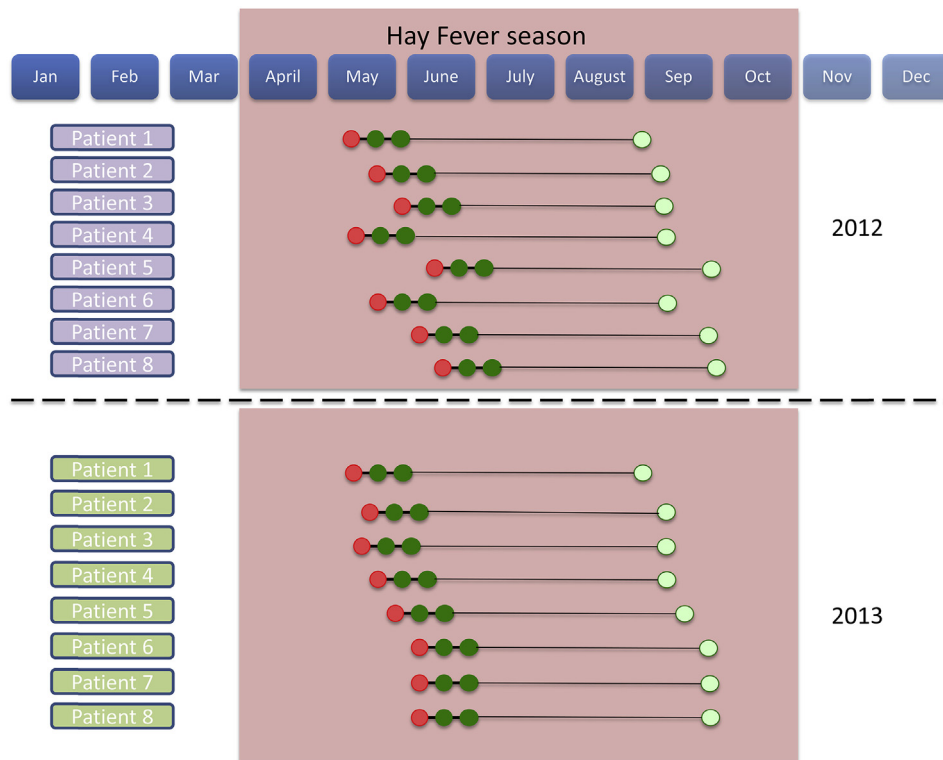 Hay Fever season
Jan Feb Mar April May June July August Sep Oct Nov Dec
Patient 1
Patient 2
Patient 3
Patient 4
Patient 5
Patient 6
Patient 7
Patient 8
2012
Patient 1
Patient 2
Patient 3
Patient 4
Patient 5
Patient 6
Patient 7
Patient 8
2013